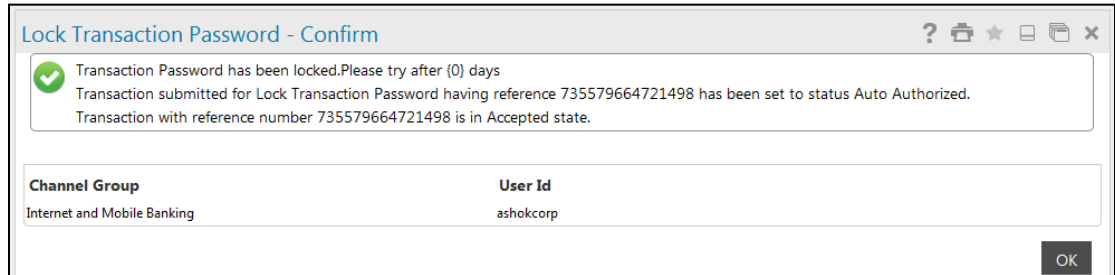 Lock Transaction Password - Confirm
?
Transaction Password has been locked.Please try after {0} days
Transaction submitted for Lock Transaction Password having reference 735579664721498 has been set to status Auto Authorized.
Transaction with reference number 735579664721498 is in Accepted state.
Channel Group User Id
Internet and Mobile Banking ashokcorp
OK